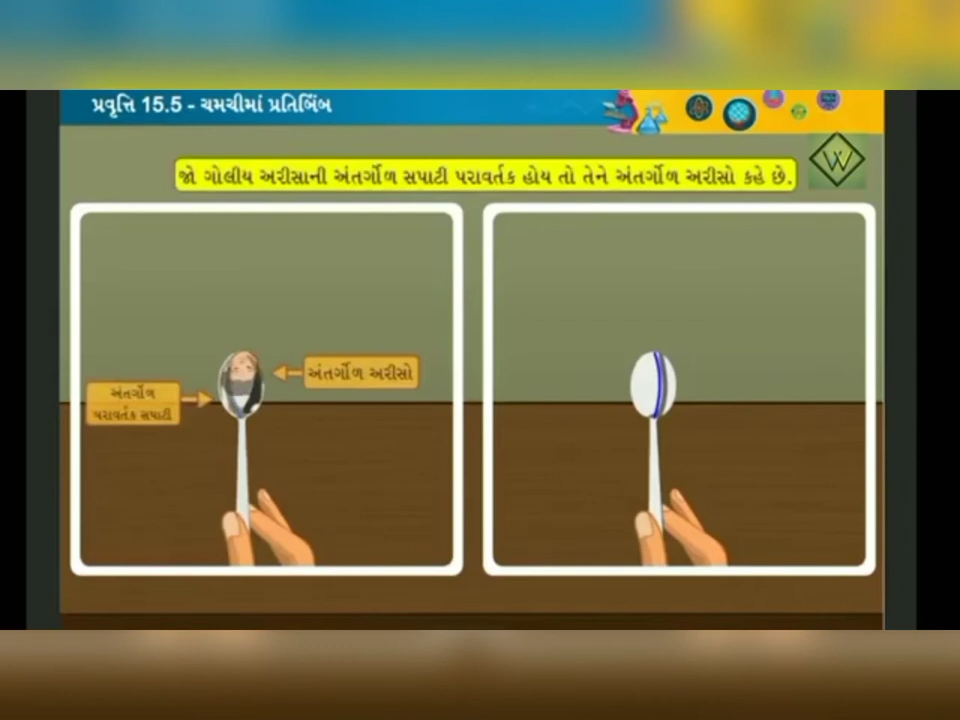 પ્રવૃત્તિ 15.5 - ચમચીમાં પ્રતિબિંબ
જો ગોલીય અરીસાની અંતર્ગોળ સપાટી પરાવર્તક હોય તો તેને અંતર્ગોળ અરીસો કહે છે.
W
અંતર્ગોળ અરીસો
અંતર્ગોળ
પરાવર્તક સપાટી